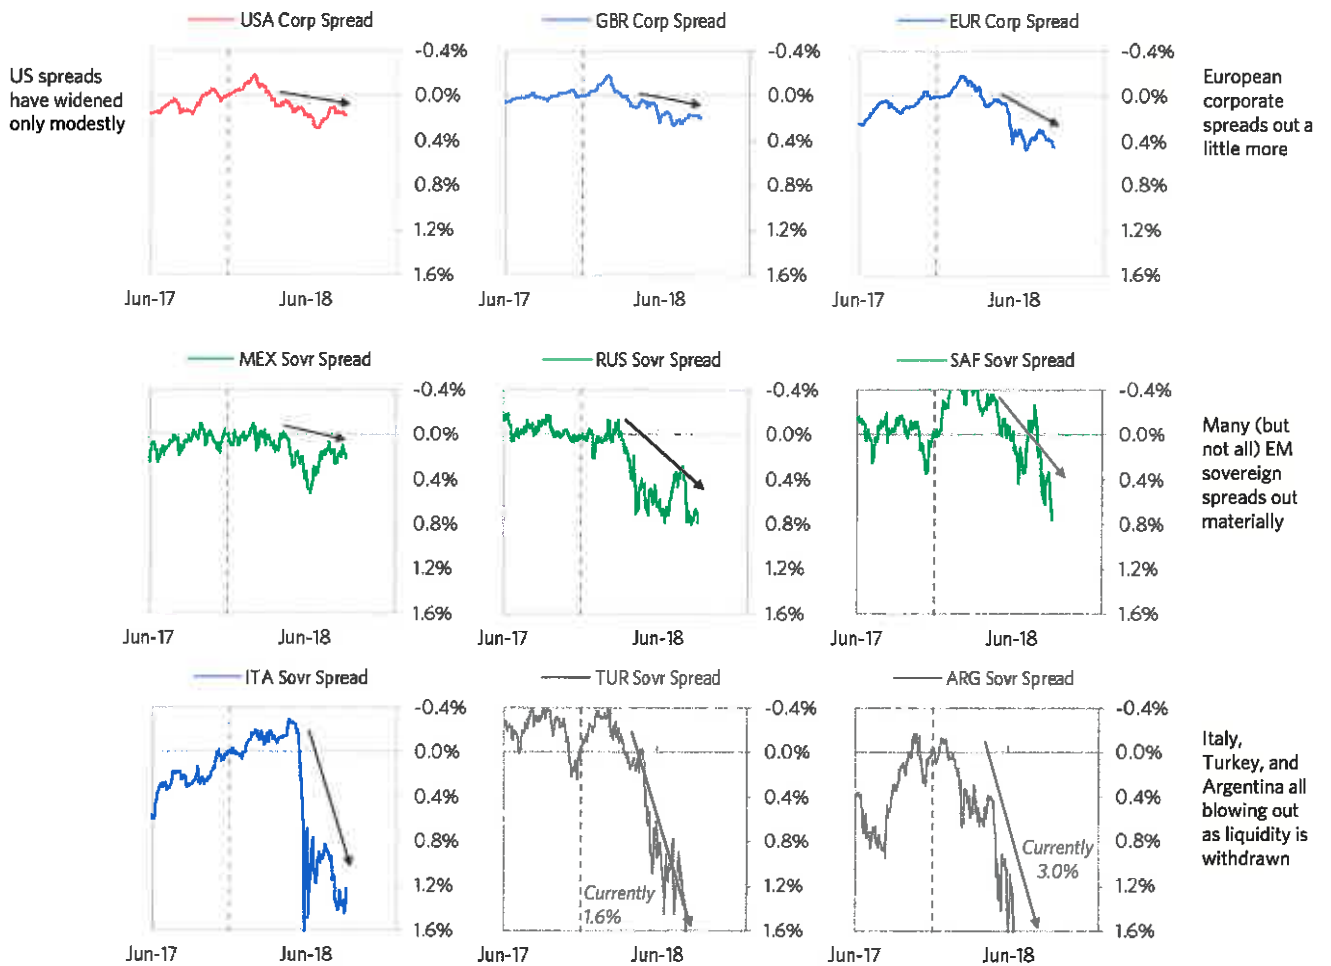 USA Corp Spread
GBR Corp Spread
EUR Corp Spread
US spreads
have widened
only modestly
-0.4%
0.0%
0.4%
0.8%
1.2%
1.6%
Jun-17
Jun-18
-0.4%
0.0%
0.4%
0.8%
1.2%
1.6%
Jun-17
Jun-18
-0.4%
0.0%
0.4%
0.8%
1.2%
1.6%
Jun-17
Jun-18
European
corporate
spreads out a
little more
MEX Sovr Spread
RUS Sovr Spread
SAF Sovr Spread
-0.4%
0.0%
0.4%
0.8%
1.2%
1.6%
Jun-17
Jun-18
-0.4%
0.0%
0.4%
0.8%
1.2%
1.6%
Jun-17
Jun-18
-0.4%
0.0%
0.4%
0.8%
1.2%
1.6%
Jun-17
Jun-18
Many (but
not all) EM
sovereign
spreads out
materially
ITA Sovr Spread
TUR Sovr Spread
ARG Sovr Spread
-0.4%
0.0%
0.4%
0.8%
1.2%
1.6%
Jun-17
Jun-18
-0.4%
0.0%
0.4%
0.8%
1.2%
1.6%
Currently
1.6%
Jun-17
Jun-18
-0.4%
0.0%
0.4%
0.8%
1.2%
1.6%
Currently
3.0%
Jun-17
Jun-18
Italy,
Turkey, and
Argentina all
blowing out
as liquidity is
withdrawn